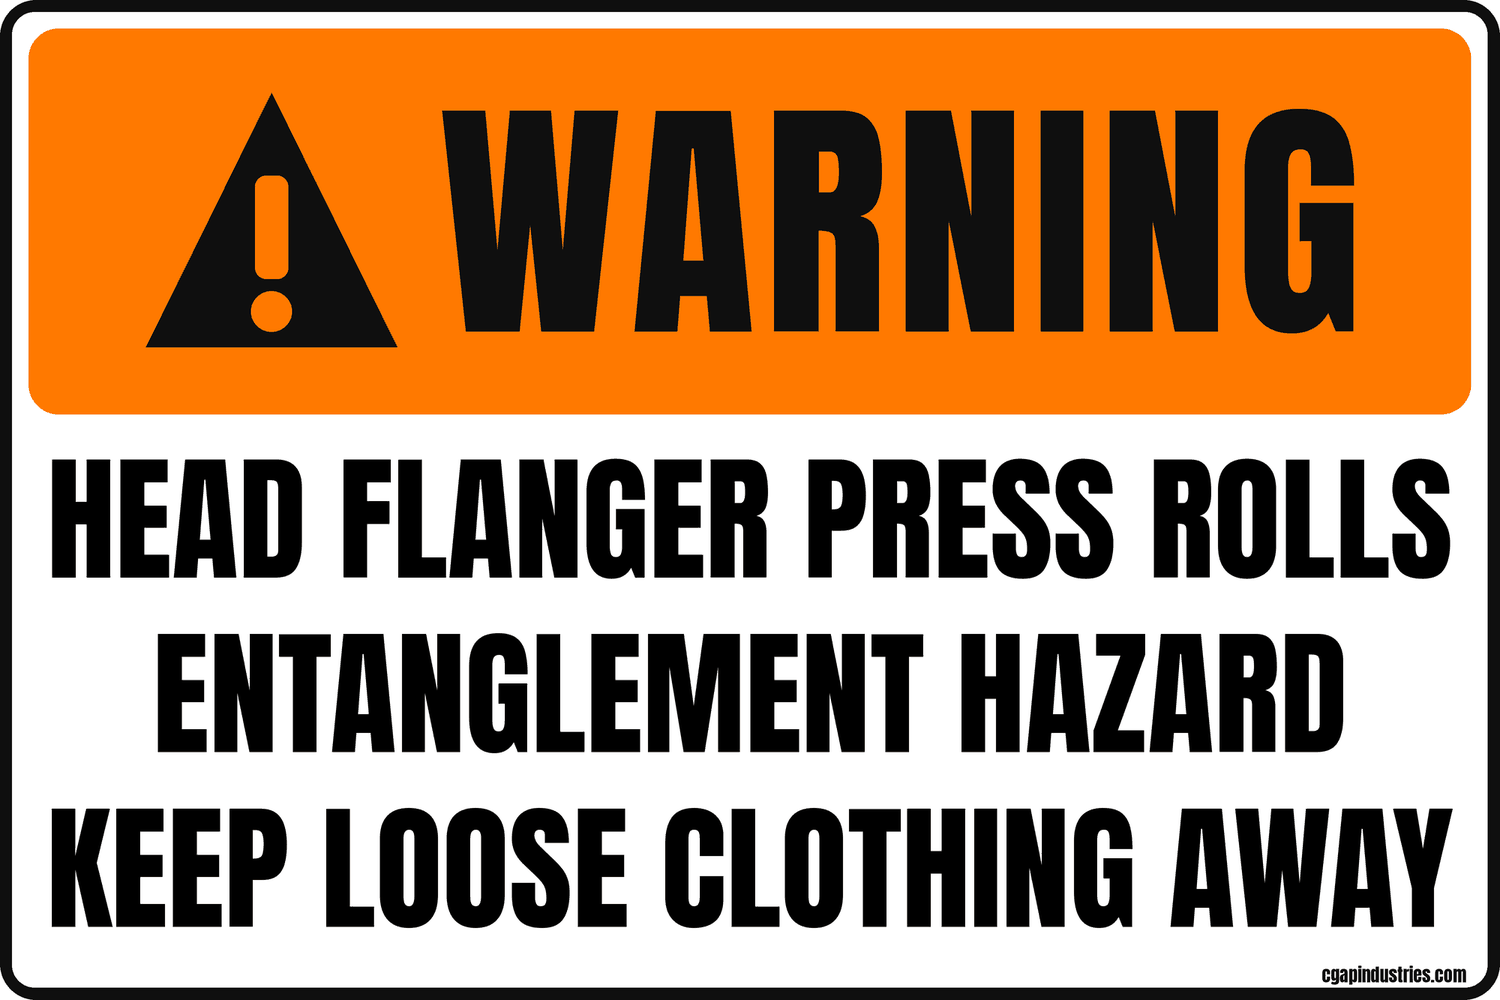 WARNING
HEAD FLANGER PRESS ROLLS
ENTANGLEMENT HAZARD
KEEP LOOSE CLOTHING AWAY
cgapindustries.com